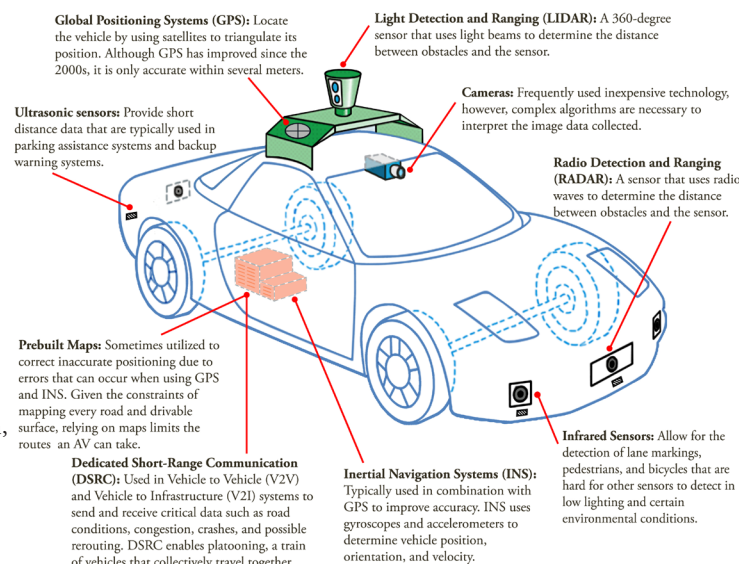 Global Positioning Systems (GPS): Locate
the vehicle by using satellites to triangulate its
position. Although GPS has improved since the
2000s, it is only accurate within several meters.
Light Detection and Ranging (LIDAR): A 360-degree
sensor that uses light beams to determine the distance
between obstacles and the sensor.
Cameras: Frequently used inexpensive technology,
however, complex algorithms are necessary to
interpret the image data collected.
Ultrasonic sensors: Provide short
distance data that are typically used in
parking assistance systems and backup
warning systems.
Radio Detection and Ranging
(RADAR): A sensor that uses radio
waves to determine the distance
between obstacles and the sensor.
Prebuilt Maps: Sometimes utilized to
correct inaccurate positioning due to
errors that can occur when using GPS
and INS. Given the constraints of
mapping every road and drivable
surface, relying on maps limits the
routes an AV can take.
Dedicated Short-Range Communication
(DSRC): Used in Vehicle to Vehicle (V2V)
and Vehicle to Infrastructure (V2I) systems to
send and receive critical data such as road
conditions, congestion, crashes, and possible
rerouting. DSRC enables platooning, a train
of vehicles that collectively travel together.
Inertial Navigation Systems (INS):
Typically used in combination with
GPS to improve accuracy. INS uses
gyroscopes and accelerometers to
determine vehicle position,
orientation, and velocity.
Infrared Sensors: Allow for the
detection of lane markings,
pedestrians, and bicycles that are
hard for other sensors to detect in
low lighting and certain
environmental conditions.